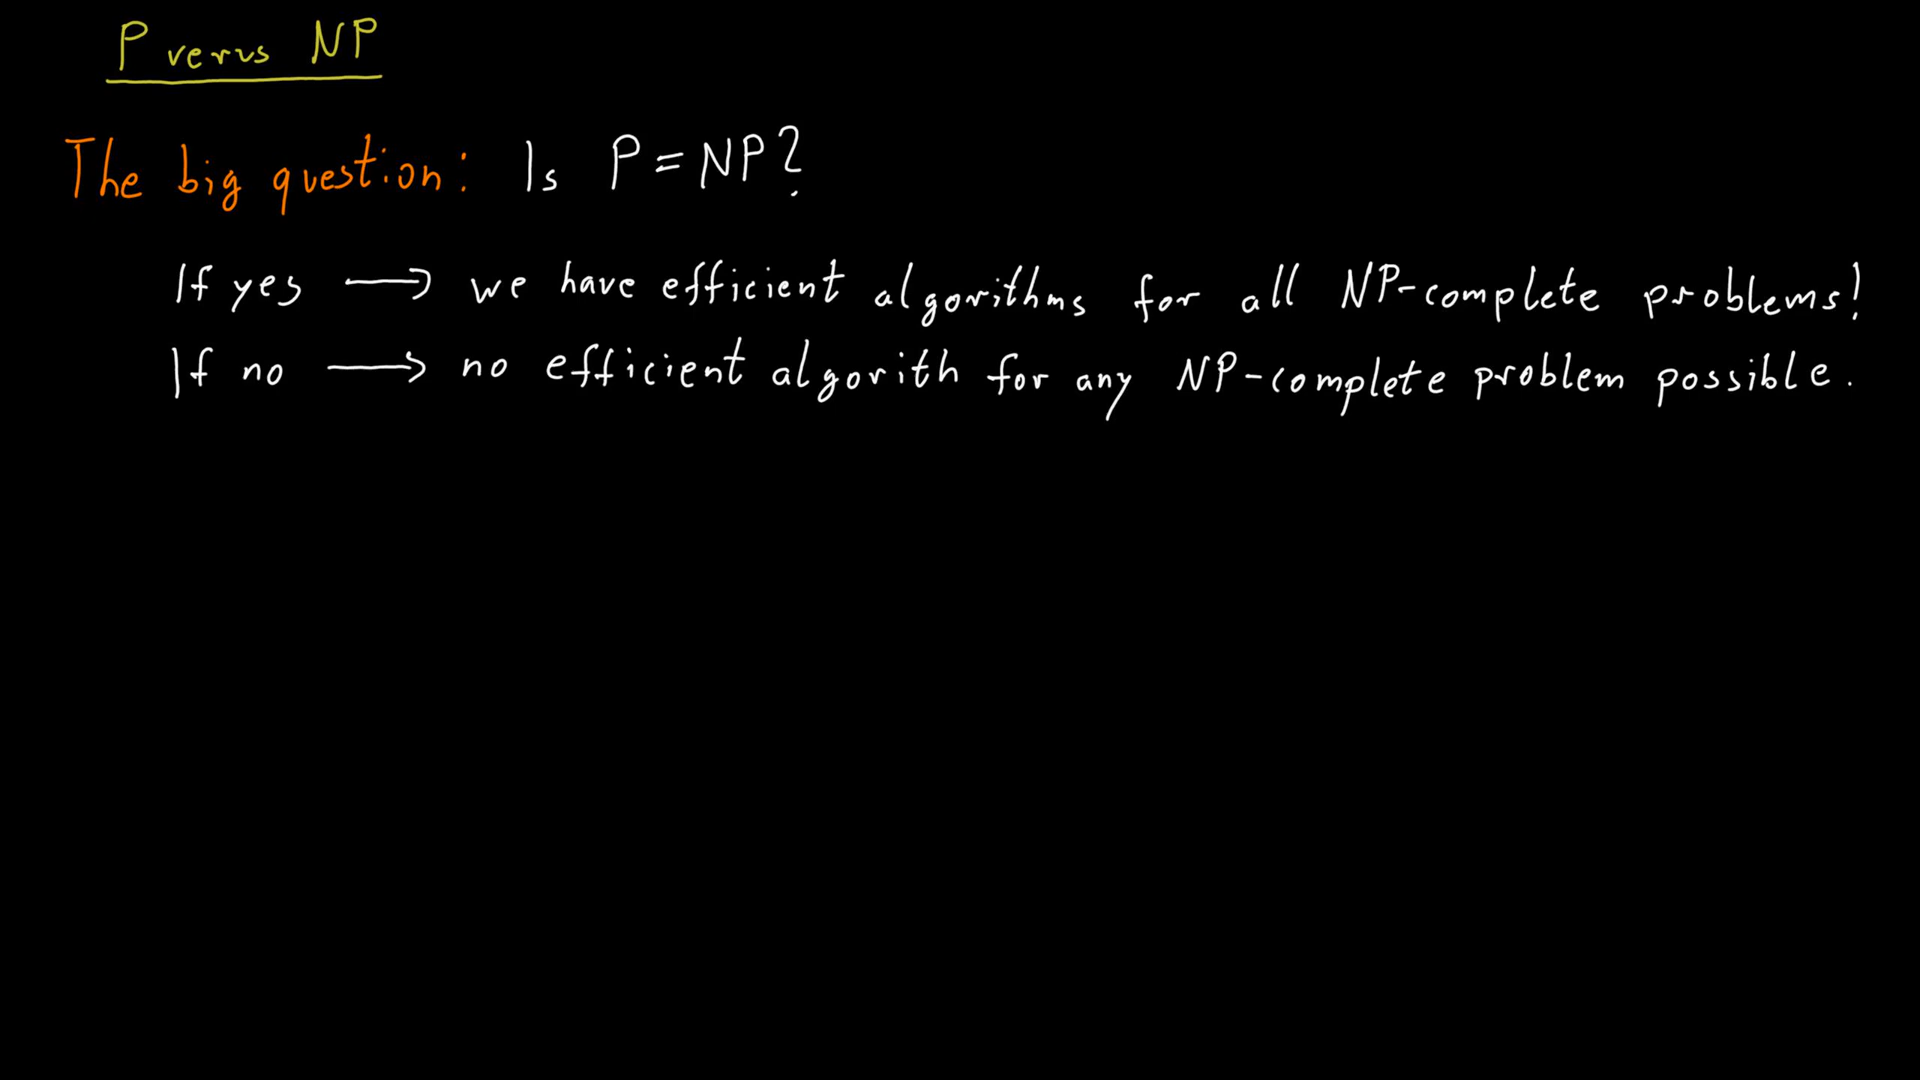 P verus NP
The big question: Is P = NP?
If yes → we have efficient algorithms for all NP-complete problems!
If no → no efficient algorith for any NP-complete problem possible.